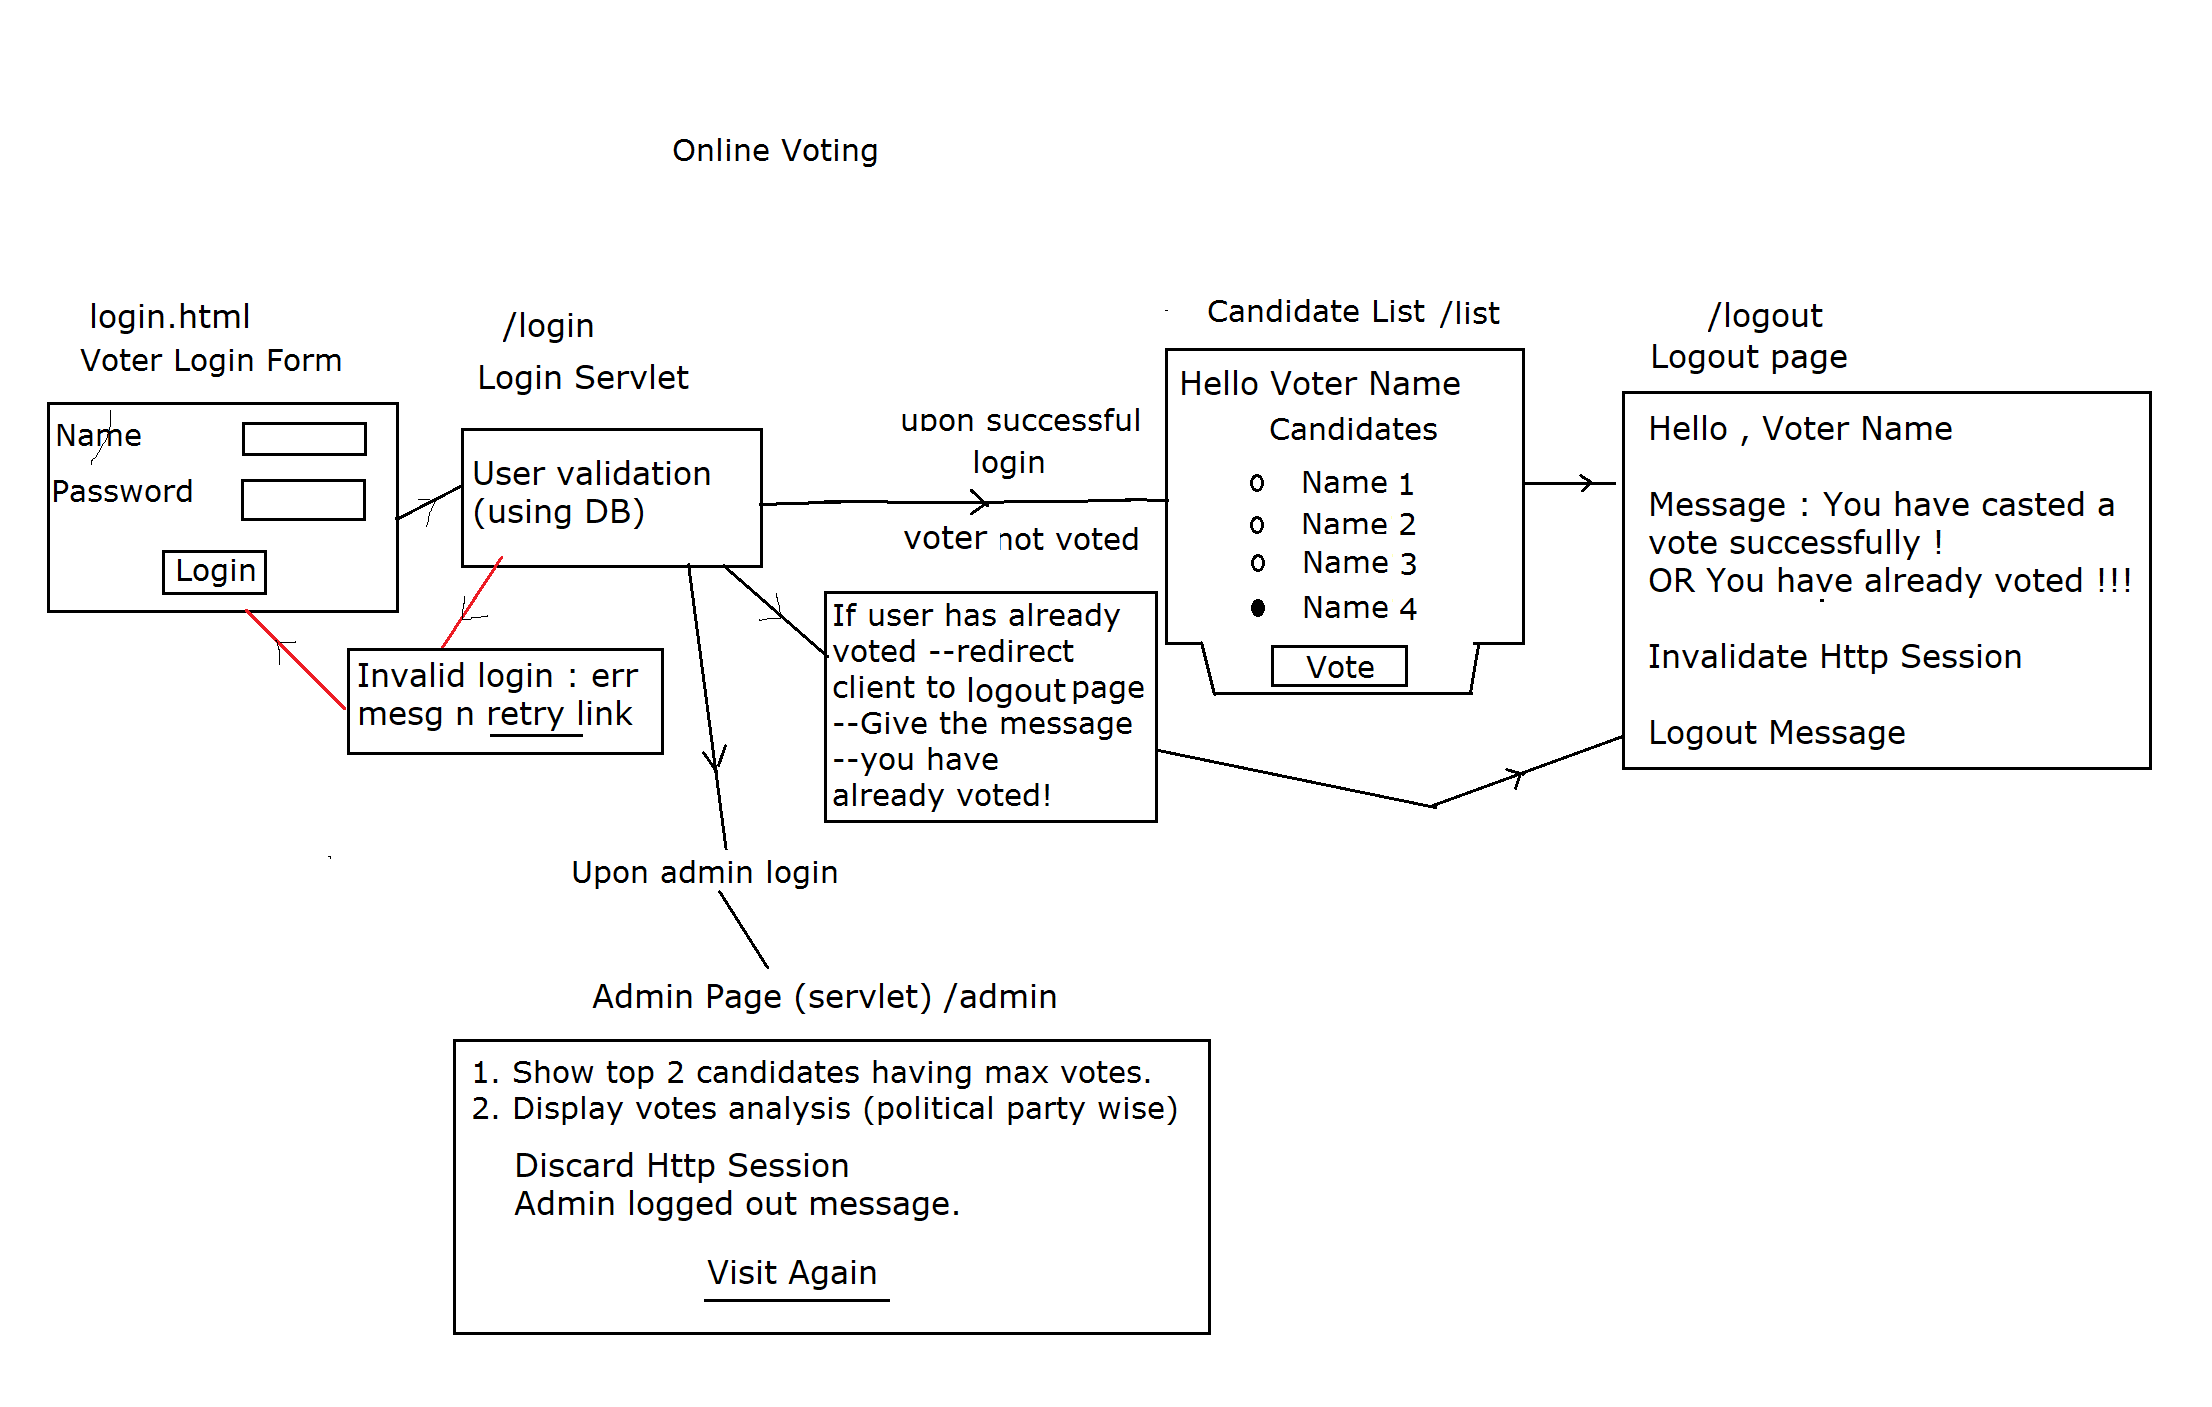 Online Voting
login.html
Voter Login Form
Name
Password
Login
/login
Login Servlet
User validation
(using DB)
Invalid login : err
mesg n retry link
upon successful
login
voter not voted
If user has already
voted --redirect
client to logout page
--Give the message
--you have
already voted!
Candidate List /list
Hello Voter Name
Candidates
Name 1
Name 2
Name 3
Name 4
Vote
/logout
Logout page
Hello , Voter Name
Message : You have casted a
vote successfully !
OR You have already voted !!!
Invalidate Http Session
Logout Message
Upon admin login
Admin Page (servlet) /admin
1. Show top 2 candidates having max votes.
2. Display votes analysis (political party wise)
Discard Http Session
Admin logged out message.
Visit Again